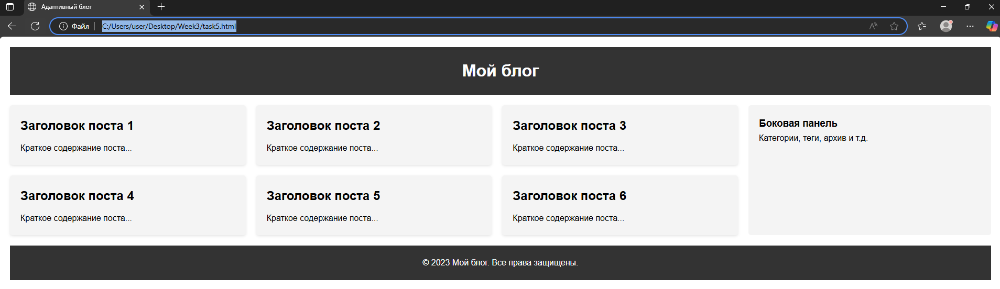 Адаптивный блог
Файл
C:/Users/user/Desktop/Week3/task5.html
Мой блог
Заголовок поста 1
Краткое содержание поста...
Заголовок поста 2
Краткое содержание поста...
Заголовок поста 3
Краткое содержание поста...
Боковая панель
Категории, теги, архив и т.д.
Заголовок поста 4
Краткое содержание поста...
Заголовок поста 5
Краткое содержание поста...
Заголовок поста 6
Краткое содержание поста...
© 2023 Мой блог. Все права защищены.